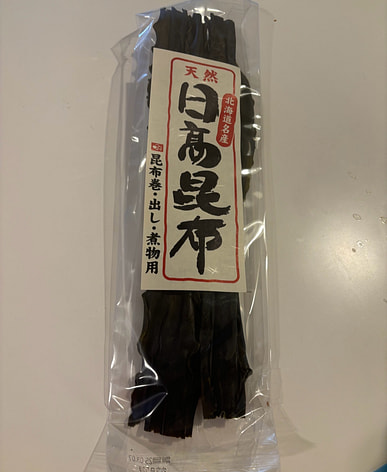 天然
北海道名産
日高昆布
昆布巻・出し・煮物用